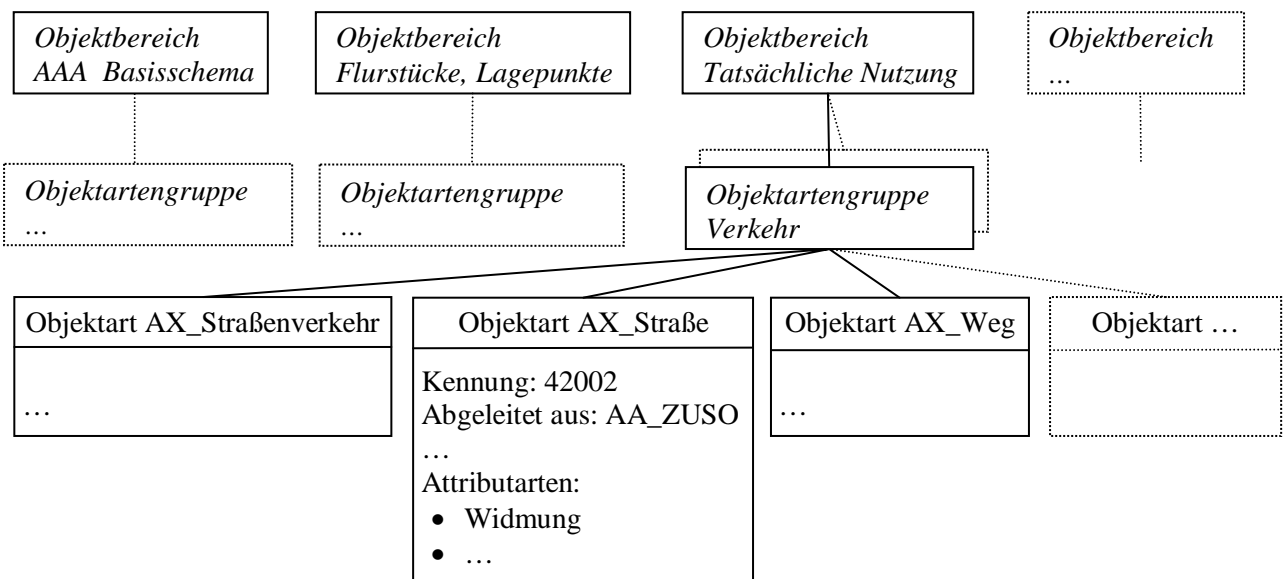 Objektbereich
AAA Basisschema
Objektbereich
Flurstücke, Lagepunkte
Objektbereich
Tatsächliche Nutzung
Objektbereich
…
Objektartengruppe
…
Objektartengruppe
…
Objektartengruppe
Verkehr
Objektart AX_Straßenverkehr
…
Objektart AX_Straße
Kennung: 42002
Abgeleitet aus: AA_ZUSO
…
Attributarten:
• Widmung
• …
Objektart AX_Weg
…
Objektart …